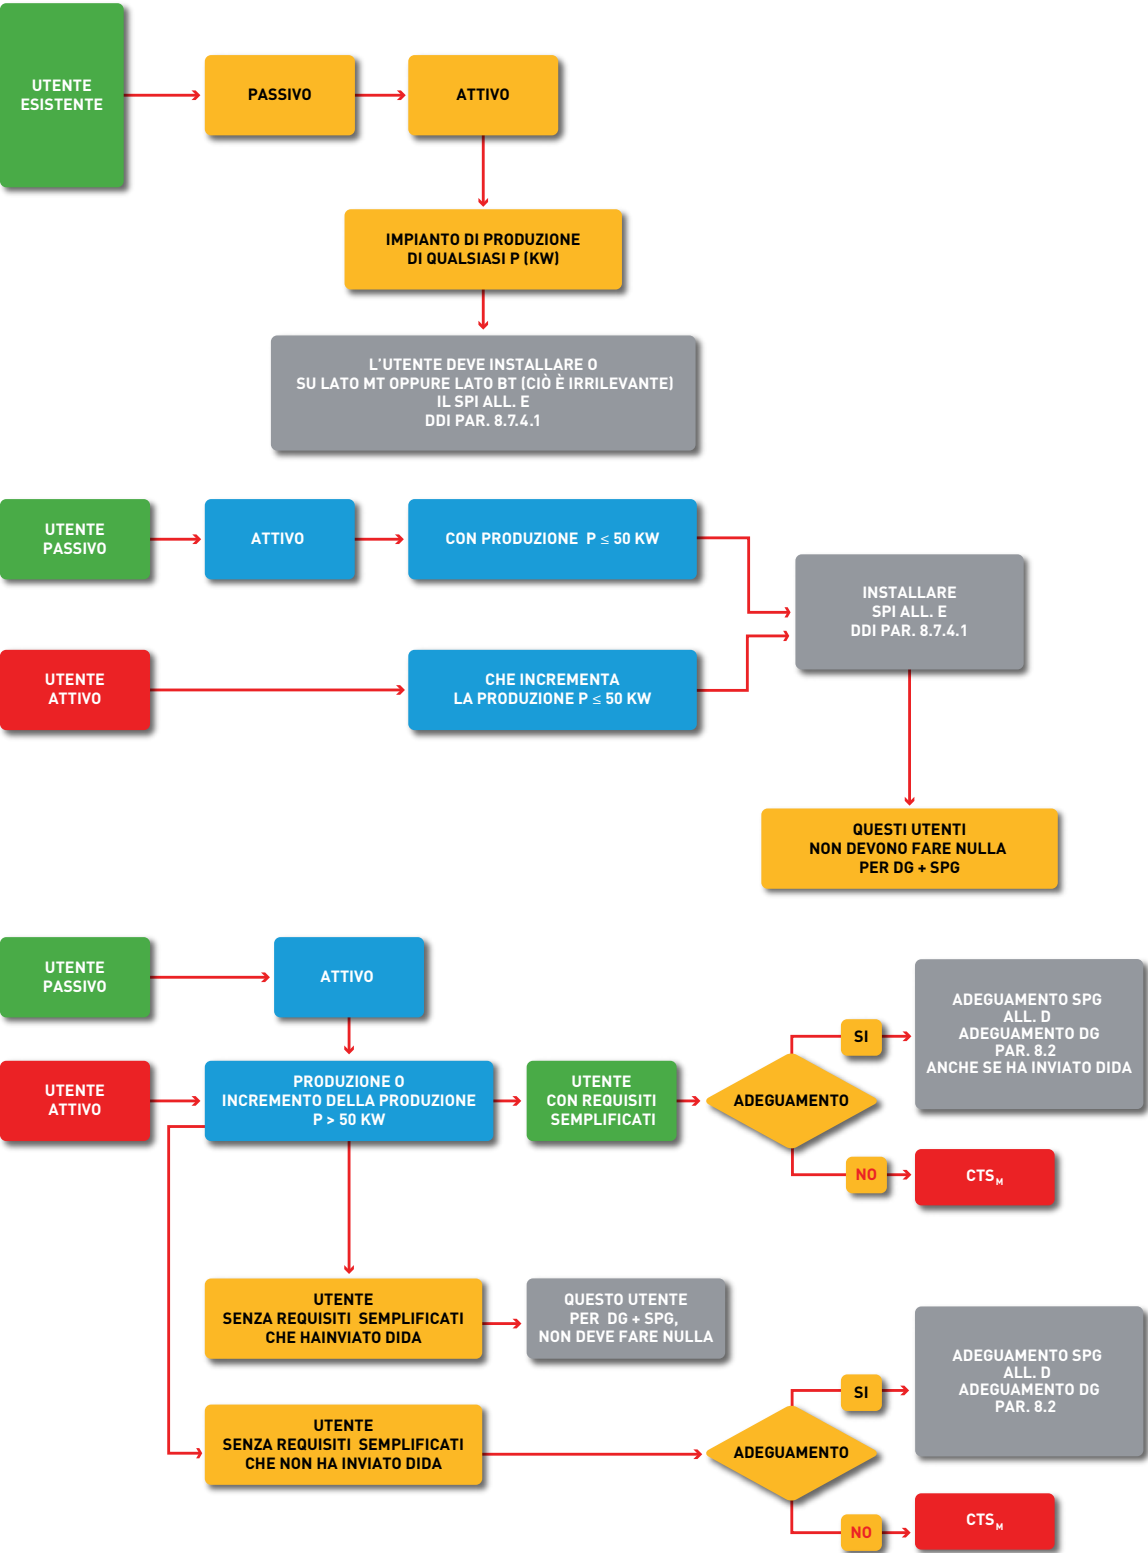 UTENTE
ESISTENTE
PASSIVO
ATTIVO
IMPIANTO DI PRODUZIONE
DI QUALSIASI P (KW)
L'UTENTE DEVE INSTALLARE O
SU LATO MT OPPURE LATO BT (CIÒ È IRRILEVANTE)
IL SPI ALL. E
DDI PAR. 8.7.4.1
UTENTE
PASSIVO
ATTIVO
CON PRODUZIONE P ≤ 50 KW
INSTALLARE
SPI ALL. E
DDI PAR. 8.7.4.1
UTENTE
ATTIVO
CHE INCREMENTA
LA PRODUZIONE P ≤ 50 KW
QUESTI UTENTI
NON DEVONO FARE NULLA
PER DG + SPG
UTENTE
PASSIVO
ATTIVO
UTENTE
ATTIVO
PRODUZIONE O
INCREMENTO DELLA PRODUZIONE
P > 50 KW
UTENTE
CON REQUISITI
SEMPLIFICATI
ADEGUAMENTO
SI
ADEGUAMENTO SPG
ALL. D
ADEGUAMENTO DG
PAR. 8.2
ANCHE SE HA INVIATO DIDA
NO
CTSM
UTENTE
SENZA REQUISITI SEMPLIFICATI
CHE HAINVIATO DIDA
QUESTO UTENTE
PER DG + SPG,
NON DEVE FARE NULLA
UTENTE
SENZA REQUISITI SEMPLIFICATI
CHE NON HA INVIATO DIDA
ADEGUAMENTO
SI
ADEGUAMENTO SPG
ALL. D
ADEGUAMENTO DG
PAR. 8.2
NO
CTSM